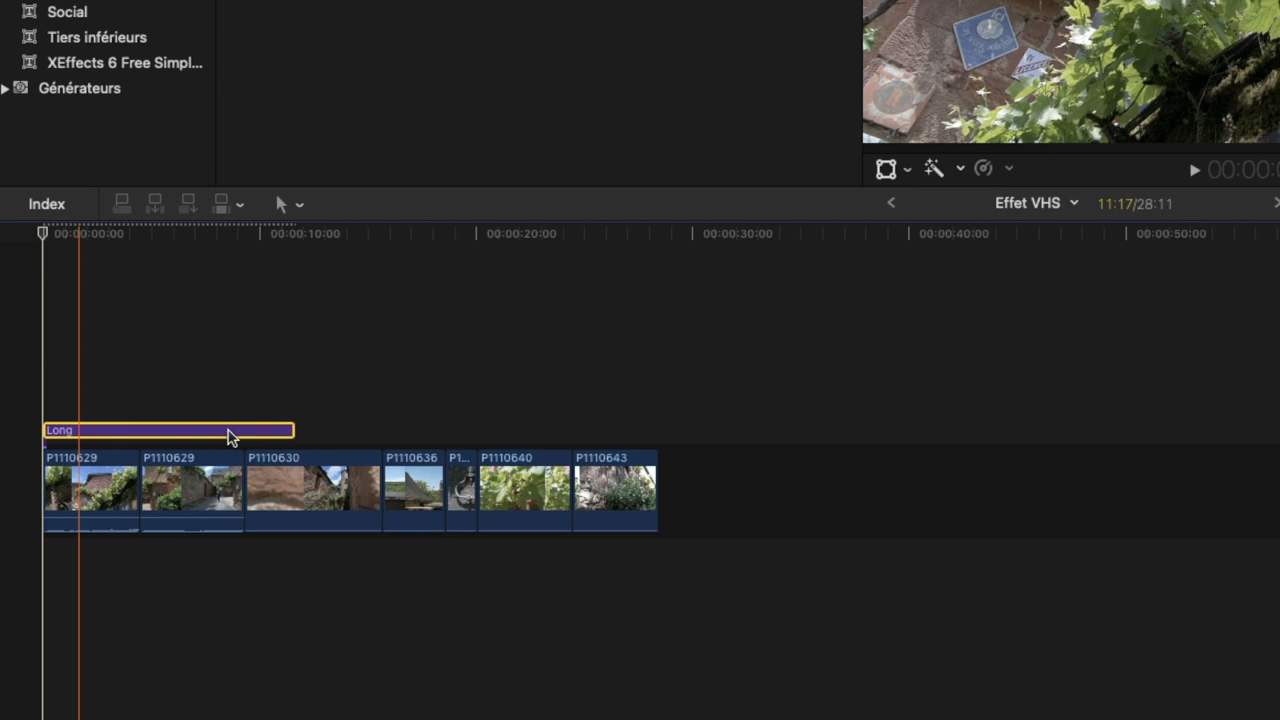 Social
Tiers inférieurs
XEffects 6 Free Simpl...
Générateurs
Index
Effet VHS
11:17/28:11
00:00:00:00
00:00:10:00
00:00:20:00
00:00:30:00
00:00:40:00
00:00:50:00
Long
P1110629
P1110629
P1110630
P1110636
P1...
P1110640
P1110643